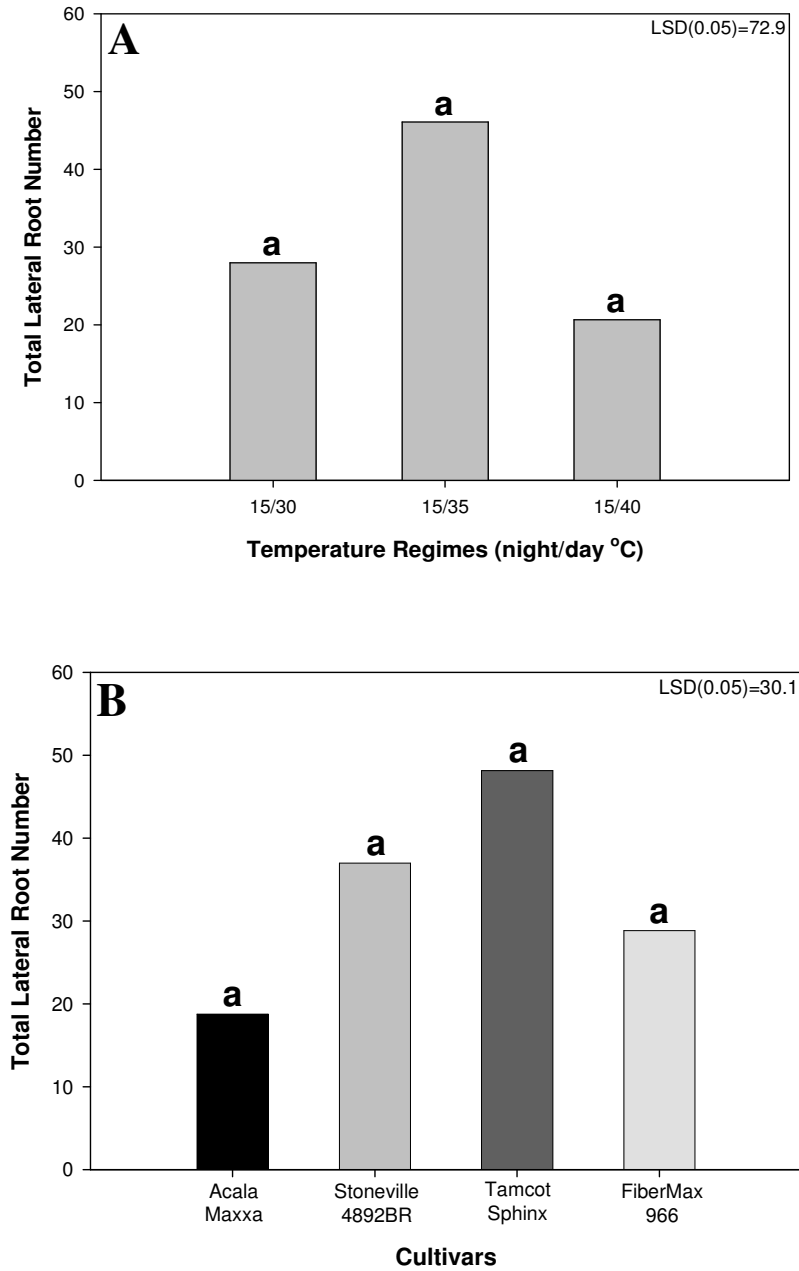 A
LSD(0.05)=72.9
Total Lateral Root Number
60
50
40
30
20
10
0
a
a
a
15/30
15/35
15/40
Temperature Regimes (night/day °C)
B
LSD(0.05)=30.1
Total Lateral Root Number
60
50
40
30
20
10
0
a
a
a
a
Acala
Maxxa
Stoneville
4892BR
Tamcot
Sphinx
FiberMax
966
Cultivars